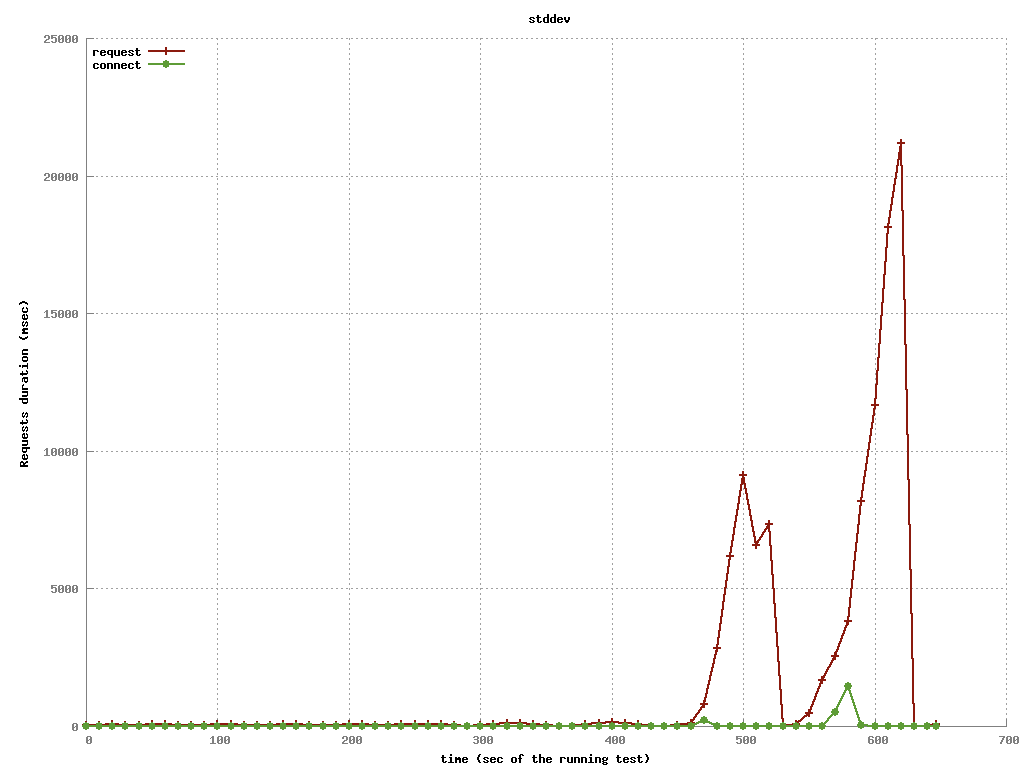 stddev
25000
request
connect
20000
15000
Requests duration (msec)
10000
5000
0
0 100 200 300 400 500 600 700
time (sec of the running test)